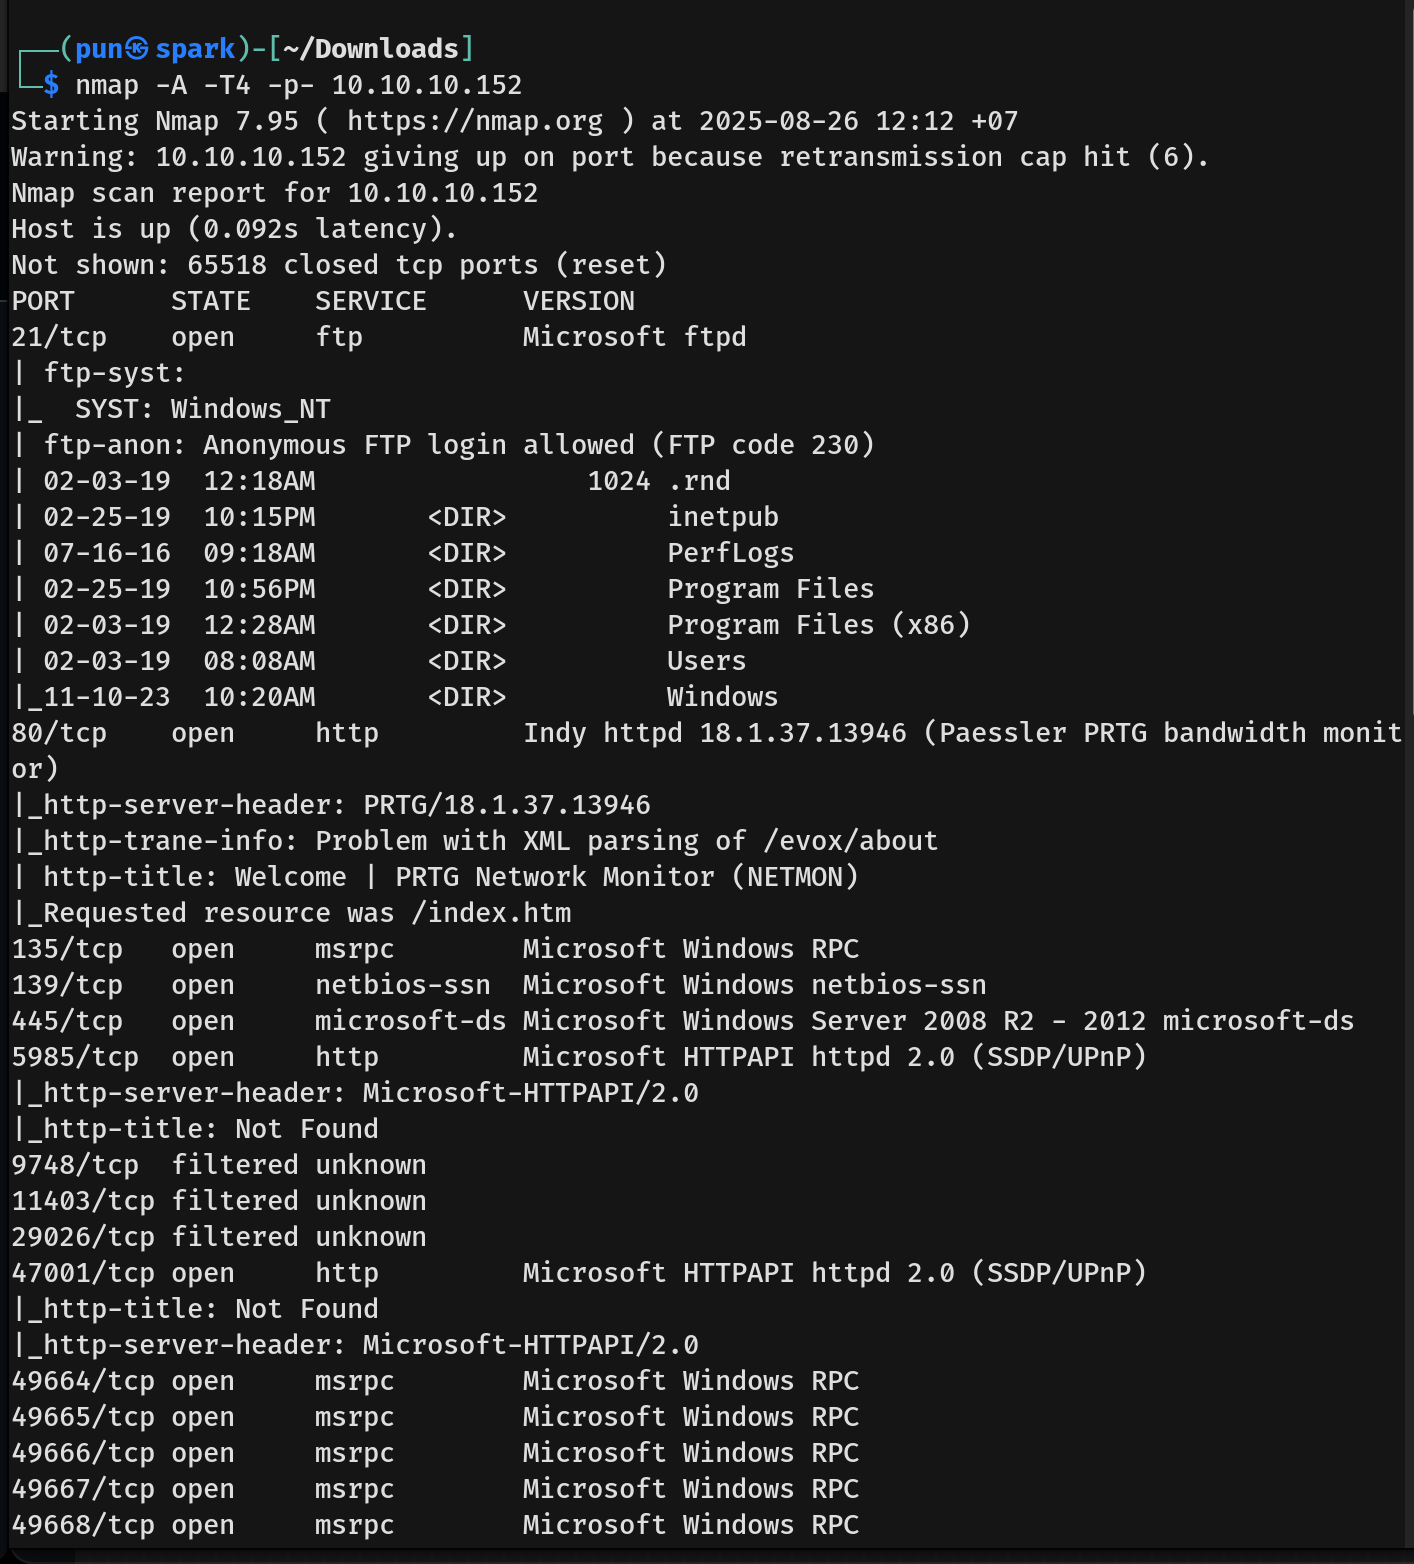 ┌──(pun㉿spark)-[~/Downloads]
└─$ nmap -A -T4 -p- 10.10.10.152
Starting Nmap 7.95 ( https://nmap.org ) at 2025-08-26 12:12 +07
Warning: 10.10.10.152 giving up on port because retransmission cap hit (6).
Nmap scan report for 10.10.10.152
Host is up (0.092s latency).
Not shown: 65518 closed tcp ports (reset)
PORT      STATE    SERVICE      VERSION
21/tcp    open     ftp          Microsoft ftpd
| ftp-syst:
|_  SYST: Windows_NT
| ftp-anon: Anonymous FTP login allowed (FTP code 230)
| 02-03-19  12:18AM                 1024 .rnd
| 02-25-19  10:15PM       <DIR>          inetpub
| 07-16-16  09:18AM       <DIR>          PerfLogs
| 02-25-19  10:56PM       <DIR>          Program Files
| 02-03-19  12:28AM       <DIR>          Program Files (x86)
| 02-03-19  08:08AM       <DIR>          Users
|_11-10-23  10:20AM       <DIR>          Windows
80/tcp    open     http         Indy httpd 18.1.37.13946 (Paessler PRTG bandwidth monit
or)
|_http-server-header: PRTG/18.1.37.13946
|_http-trane-info: Problem with XML parsing of /evox/about
| http-title: Welcome | PRTG Network Monitor (NETMON)
|_Requested resource was /index.htm
135/tcp   open     msrpc        Microsoft Windows RPC
139/tcp   open     netbios-ssn  Microsoft Windows netbios-ssn
445/tcp   open     microsoft-ds Microsoft Windows Server 2008 R2 - 2012 microsoft-ds
5985/tcp  open     http         Microsoft HTTPAPI httpd 2.0 (SSDP/UPnP)
|_http-server-header: Microsoft-HTTPAPI/2.0
|_http-title: Not Found
9748/tcp  filtered unknown
11403/tcp filtered unknown
29026/tcp filtered unknown
47001/tcp open     http         Microsoft HTTPAPI httpd 2.0 (SSDP/UPnP)
|_http-title: Not Found
|_http-server-header: Microsoft-HTTPAPI/2.0
49664/tcp open     msrpc        Microsoft Windows RPC
49665/tcp open     msrpc        Microsoft Windows RPC
49666/tcp open     msrpc        Microsoft Windows RPC
49667/tcp open     msrpc        Microsoft Windows RPC
49668/tcp open     msrpc        Microsoft Windows RPC